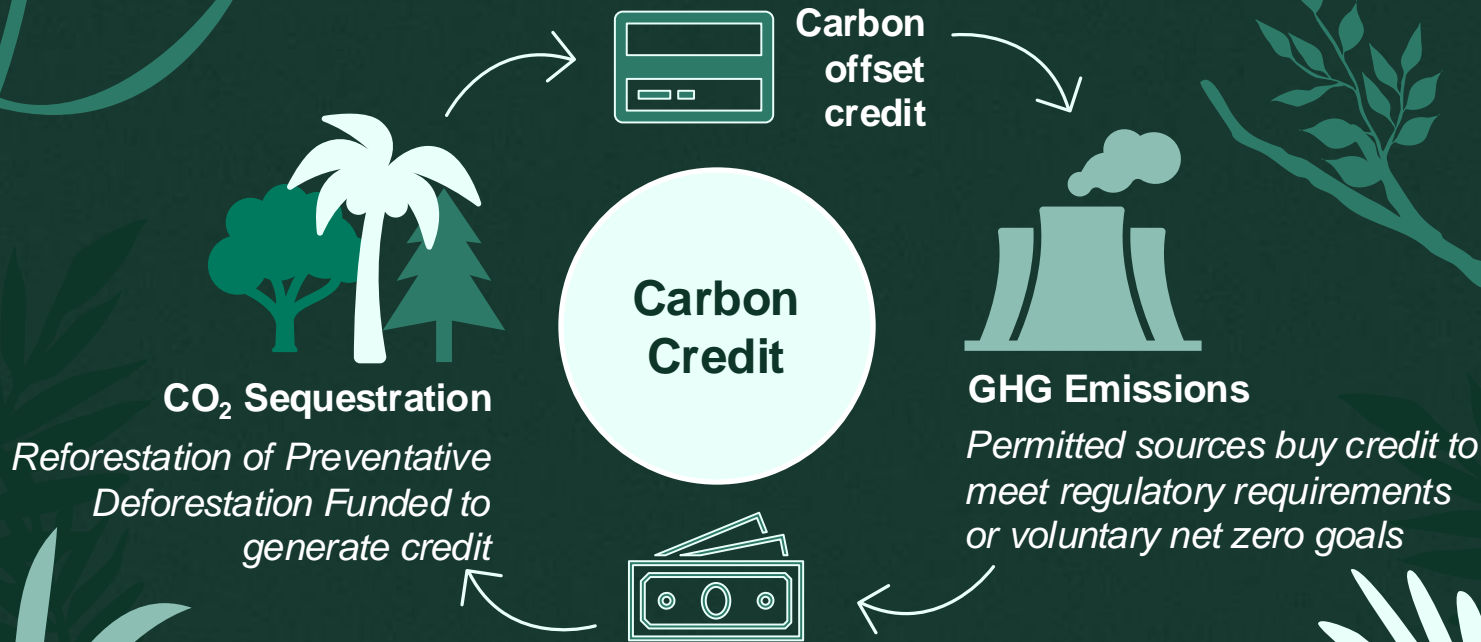 Carbon
offset
credit
Carbon
Credit
CO₂ Sequestration
Reforestation of Preventative
Deforestation Funded to
generate credit
GHG Emissions
Permitted sources buy credit to
meet regulatory requirements
or voluntary net zero goals